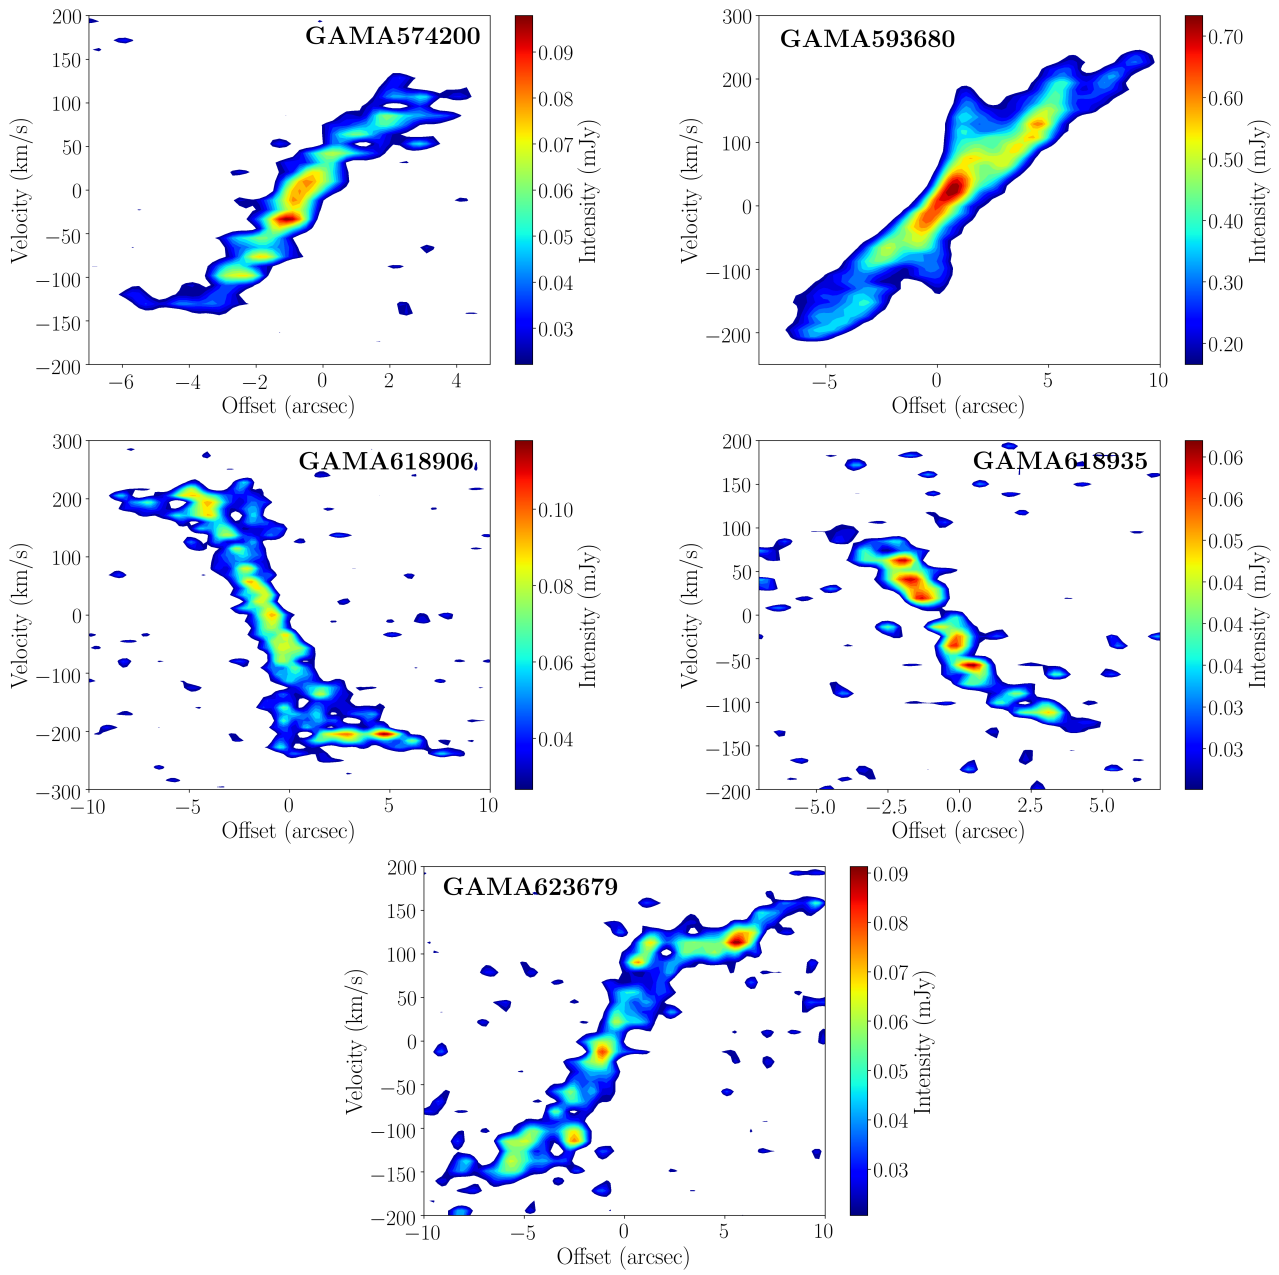 GAMA574200
200
150
100
50
0
−50
−100
−150
−200
Velocity (km/s)
−6 −4 −2 0 2 4
Offset (arcsec)
0.09
0.08
0.07
0.06
0.05
0.04
0.03
Intensity (mJy)
GAMA593680
300
200
100
0
−100
−200
Velocity (km/s)
−5 0 5 10
Offset (arcsec)
0.70
0.60
0.50
0.40
0.30
0.20
Intensity (mJy)
GAMA618906
300
200
100
0
−100
−200
−300
Velocity (km/s)
−10 −5 0 5 10
Offset (arcsec)
0.10
0.08
0.06
0.04
Intensity (mJy)
GAMA618935
200
150
100
50
0
−50
−100
−150
−200
Velocity (km/s)
−5.0 −2.5 0.0 2.5 5.0
Offset (arcsec)
0.06
0.06
0.05
0.04
0.04
0.04
0.03
0.03
Intensity (mJy)
GAMA623679
200
150
100
50
0
−50
−100
−150
−200
Velocity (km/s)
−10 −5 0 5 10
Offset (arcsec)
0.09
0.08
0.07
0.06
0.05
0.04
0.03
Intensity (mJy)